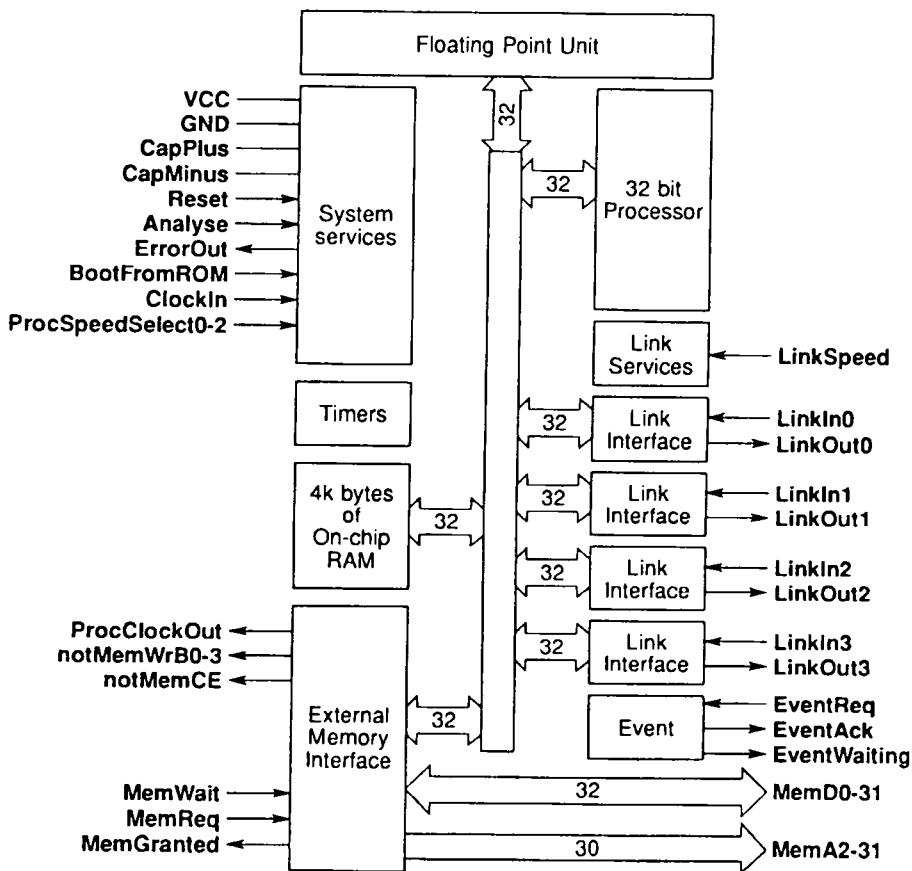 Floating Point Unit
VCC
GND
CapPlus
CapMinus
Reset
Analyse
ErrorOut
BootFromROM
ClockIn
ProcSpeedSelect0-2
System
services
32
32
32 bit
Processor
Link
Services
LinkSpeed
Timers
32
Link
Interface
LinkIn0
LinkOut0
4k bytes
of
On-chip
RAM
32
32
Link
Interface
LinkIn1
LinkOut1
32
Link
Interface
LinkIn2
LinkOut2
ProcClockOut
notMemWrB0-3
notMemCE
32
Link
Interface
LinkIn3
LinkOut3
External
Memory
Interface
32
Event
EventReq
EventAck
EventWaiting
MemWait
MemReq
MemGranted
32
MemD0-31
30
MemA2-31